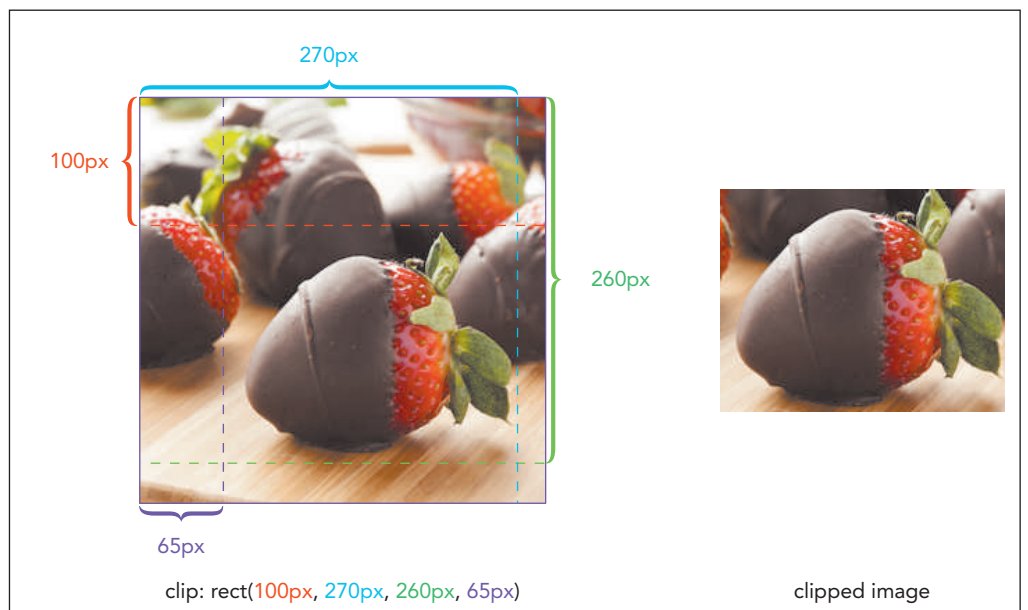 270px
100px
260px
65px
clip: rect(100px, 270px, 260px, 65px)
clipped image